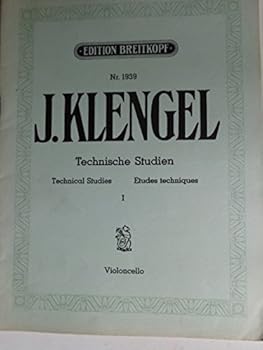 EDITION BREITKOPF
Nr. 1939
J. KLENGEL
Technische Studien
Technical Studies Etudes techniques
I
Violoncello